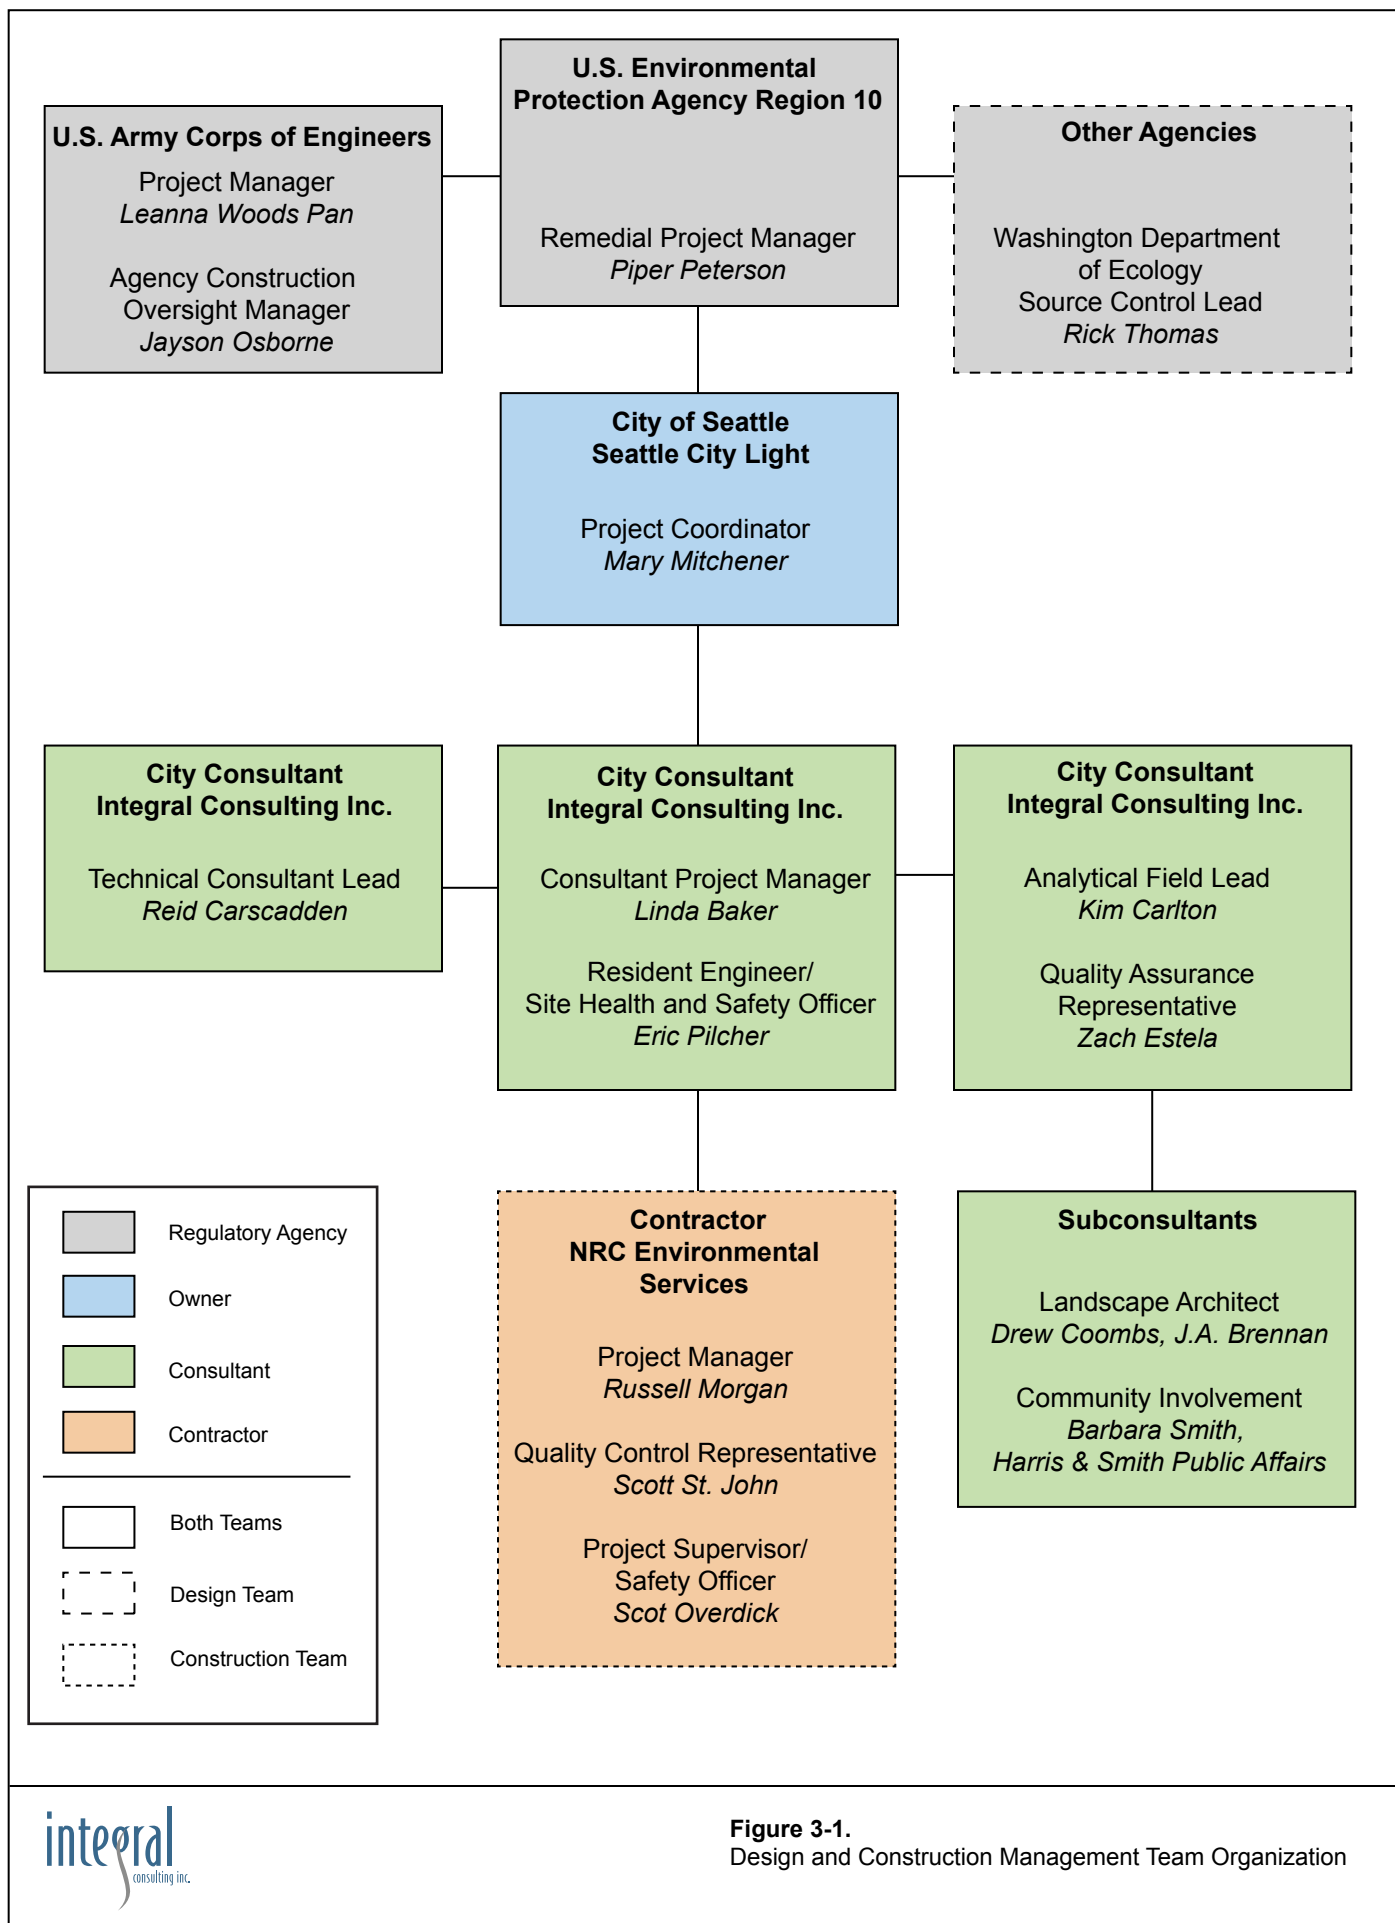 U.S. Environmental
Protection Agency Region 10
Remedial Project Manager
Piper Peterson
U.S. Army Corps of Engineers
Project Manager
Leanna Woods Pan
Agency Construction
Oversight Manager
Jayson Osborne
Other Agencies
Washington Department
of Ecology
Source Control Lead
Rick Thomas
City of Seattle
Seattle City Light
Project Coordinator
Mary Mitchener
City Consultant
Integral Consulting Inc.
Technical Consultant Lead
Reid Carscadden
City Consultant
Integral Consulting Inc.
Consultant Project Manager
Linda Baker
Resident Engineer/
Site Health and Safety Officer
Eric Pilcher
City Consultant
Integral Consulting Inc.
Analytical Field Lead
Kim Carlton
Quality Assurance
Representative
Zach Estela
Regulatory Agency
Owner
Consultant
Contractor
Both Teams
Design Team
Construction Team
Contractor
NRC Environmental
Services
Project Manager
Russell Morgan
Quality Control Representative
Scott St. John
Project Supervisor/
Safety Officer
Scot Overdick
Subconsultants
Landscape Architect
Drew Coombs, J.A. Brennan
Community Involvement
Barbara Smith,
Harris & Smith Public Affairs
integral
consulting inc.
Figure 3-1.
Design and Construction Management Team Organization